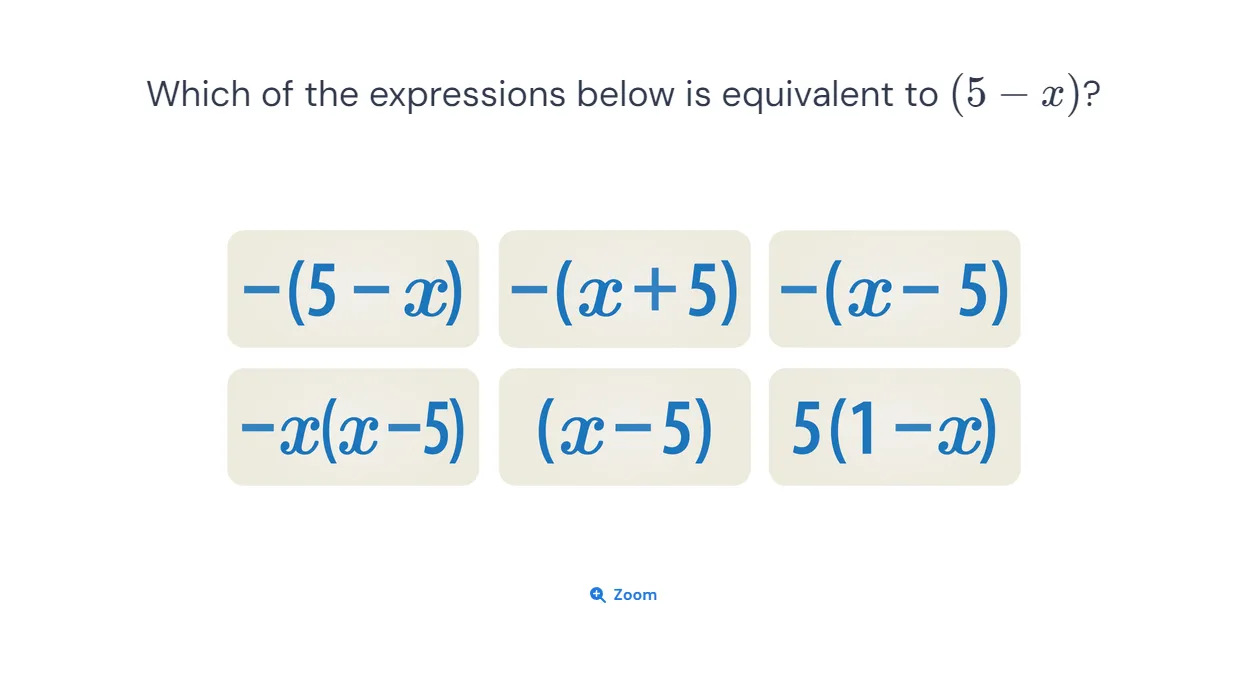 Which of the expressions below is equivalent to (5 − x)?
−(5 − x) −(x + 5) −(x − 5)
−x(x −5) (x − 5) 5(1 −x)
Zoom